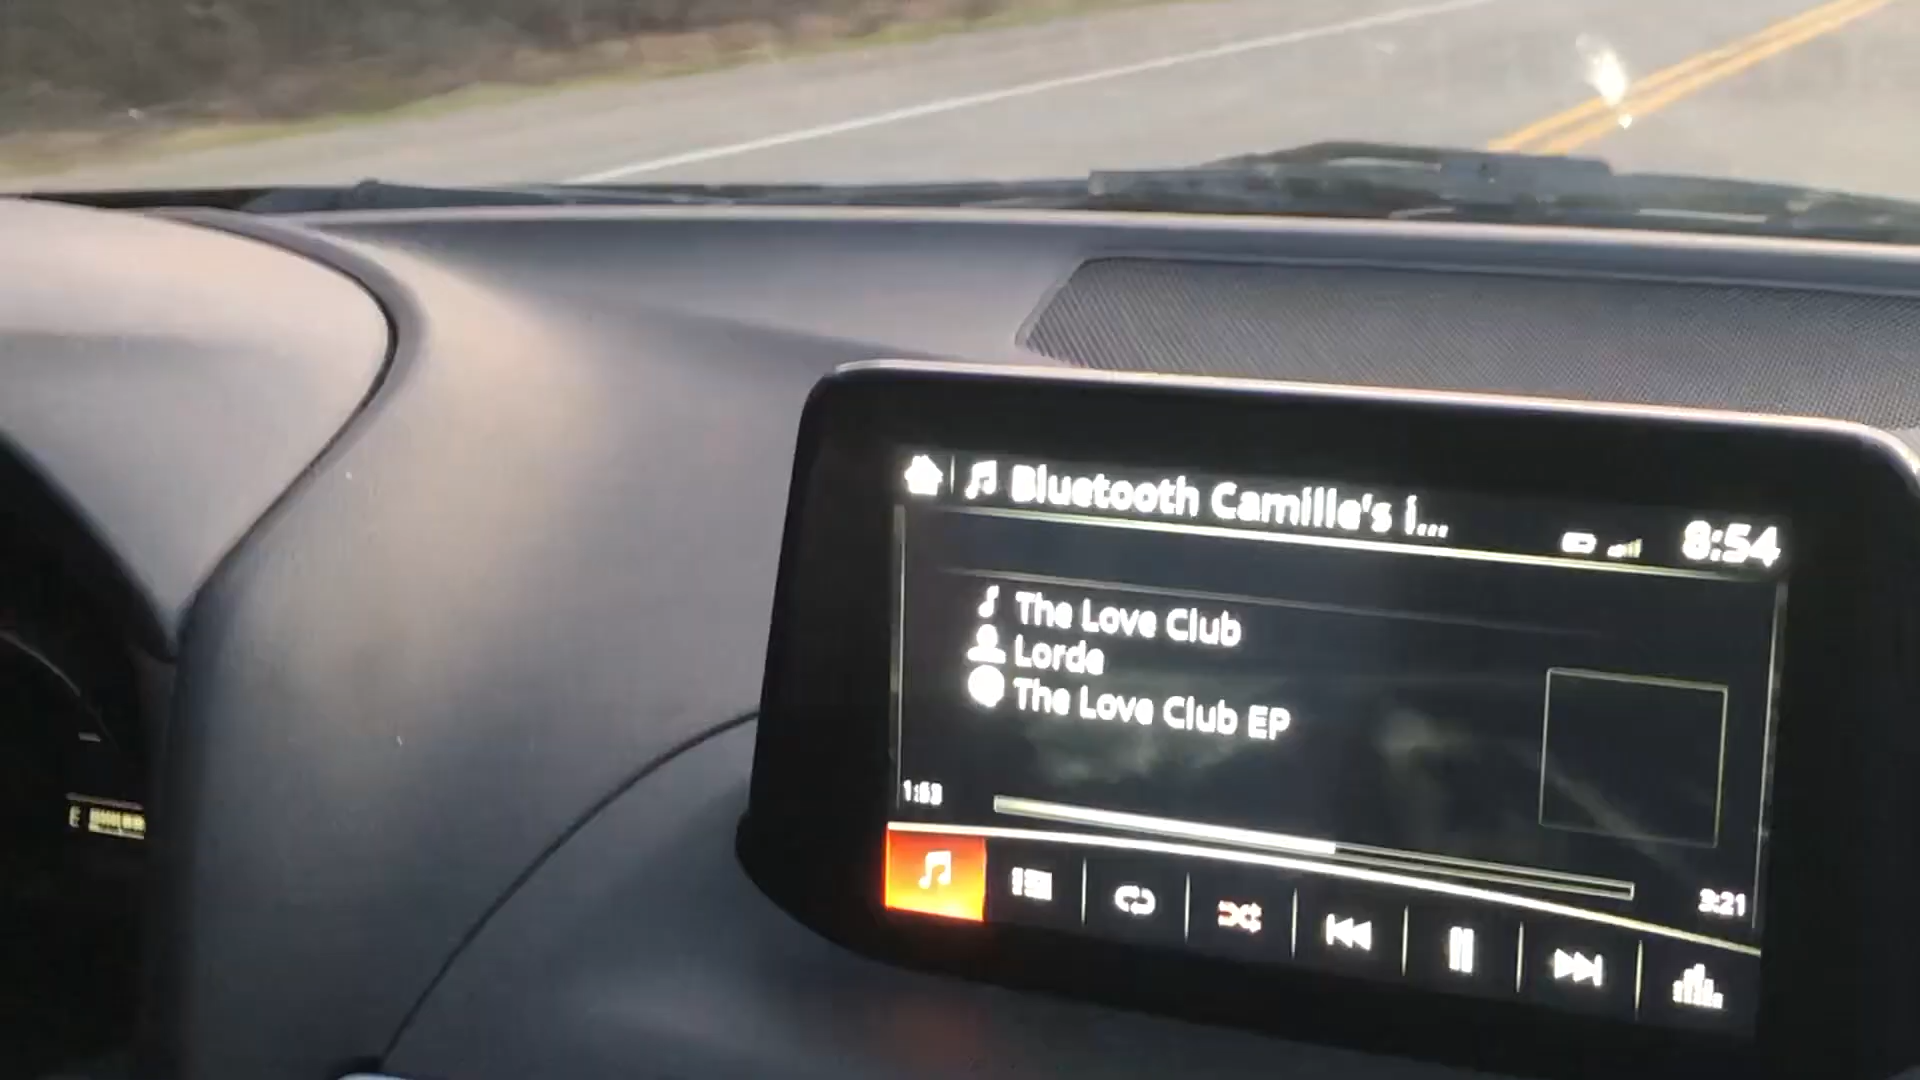 Bluetooth Camille's i...
8:54
The Love Club
Lorde
The Love Club EP
1:53
3:21
E